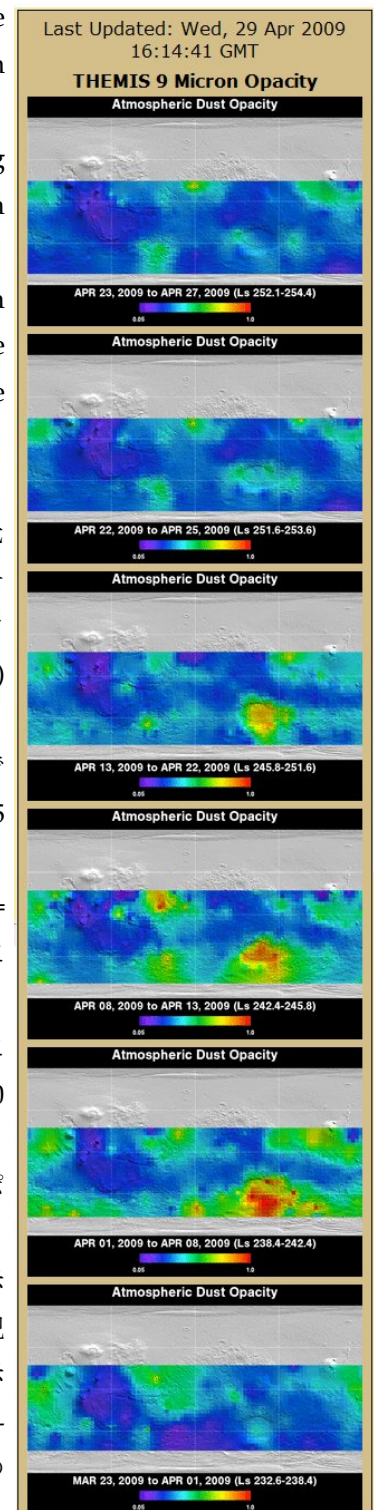 Last Updated: Wed, 29 Apr 2009
16:14:41 GMT
THEMIS 9 Micron Opacity
Atmospheric Dust Opacity
APR 23, 2009 to APR 27, 2009 (Ls 252.1-254.4)
0.05 1.0
Atmospheric Dust Opacity
APR 22, 2009 to APR 25, 2009 (Ls 251.6-253.6)
0.05 1.0
Atmospheric Dust Opacity
APR 13, 2009 to APR 22, 2009 (Ls 245.8-251.6)
0.05 1.0
Atmospheric Dust Opacity
APR 08, 2009 to APR 13, 2009 (Ls 242.4-245.8)
0.05 1.0
Atmospheric Dust Opacity
APR 01, 2009 to APR 08, 2009 (Ls 238.4-242.4)
0.05 1.0
Atmospheric Dust Opacity
MAR 23, 2009 to APR 01, 2009 (Ls 232.6-238.4)